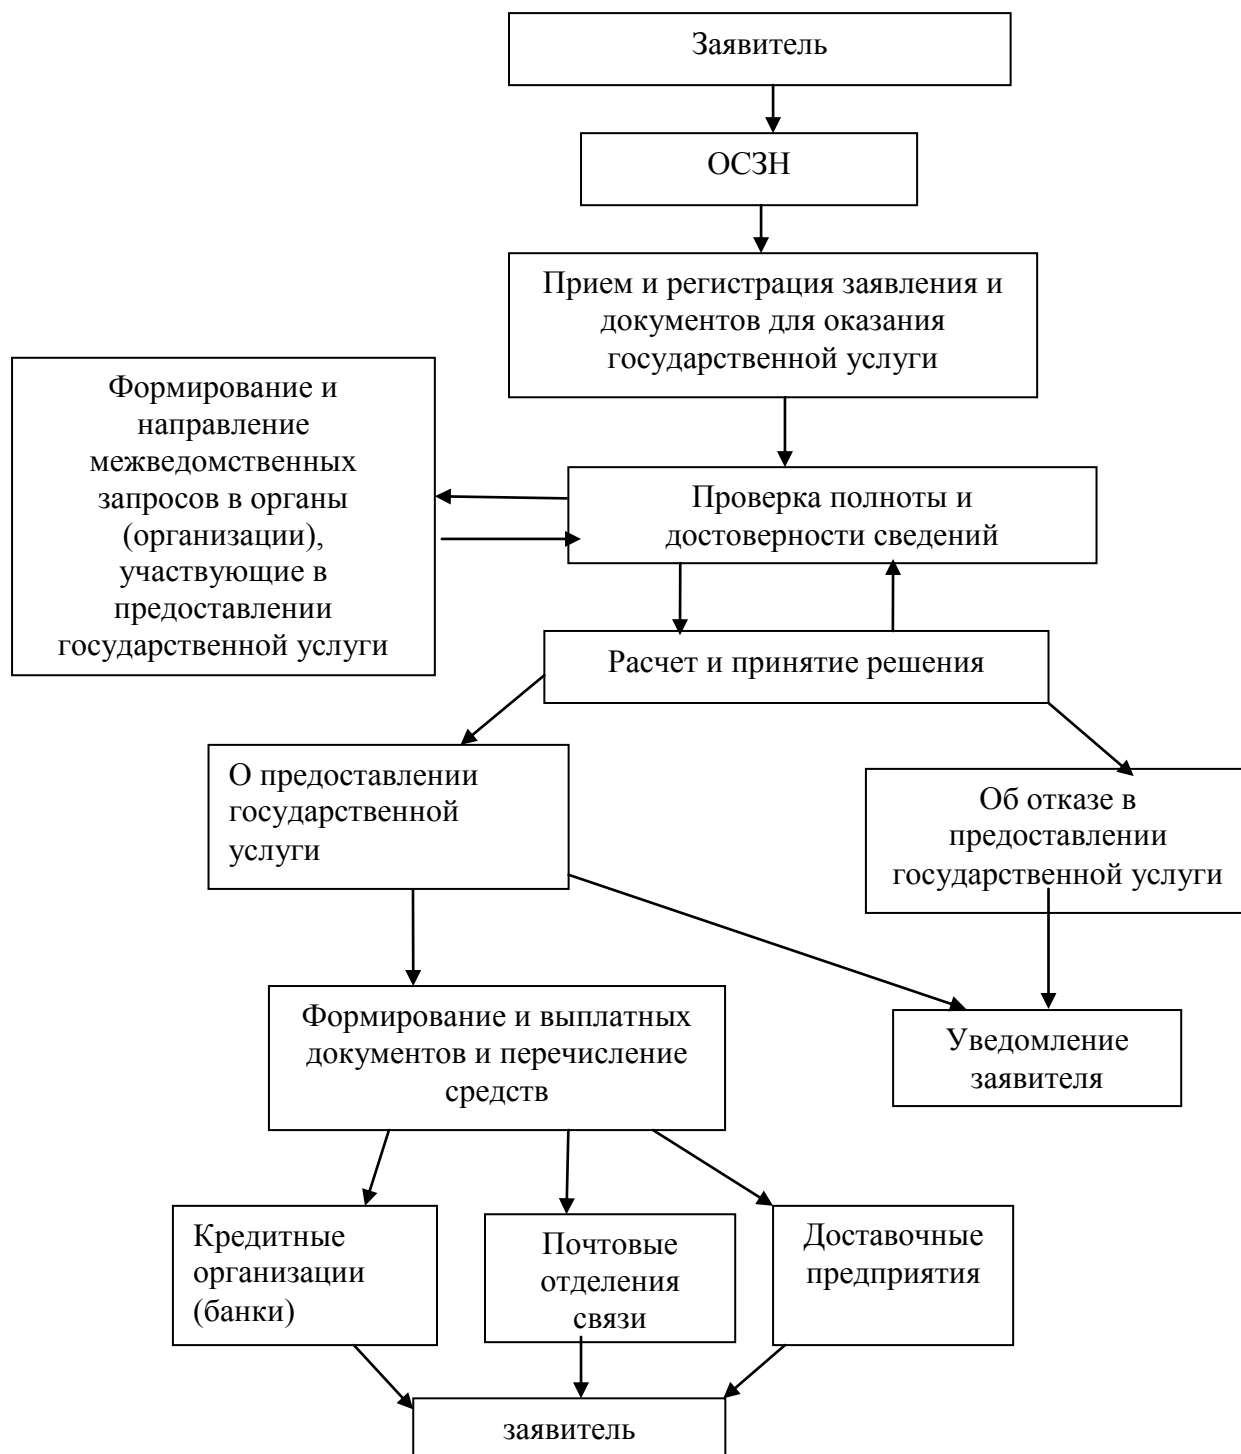 Заявитель
ОСЗН
Прием и регистрация заявления и
документов для оказания
государственной услуги
Формирование и
направление
межведомственных
запросов в органы
(организации),
участвующие в
предоставлении
государственной услуги
Проверка полноты и
достоверности сведений
Расчет и принятие решения
О предоставлении
государственной
услуги
Об отказе в
предоставлении
государственной услуги
Формирование и выплатных
документов и перечисление
средств
Уведомление
заявителя
Кредитные
организации
(банки)
Почтовые
отделения
связи
Доставочные
предприятия
заявитель